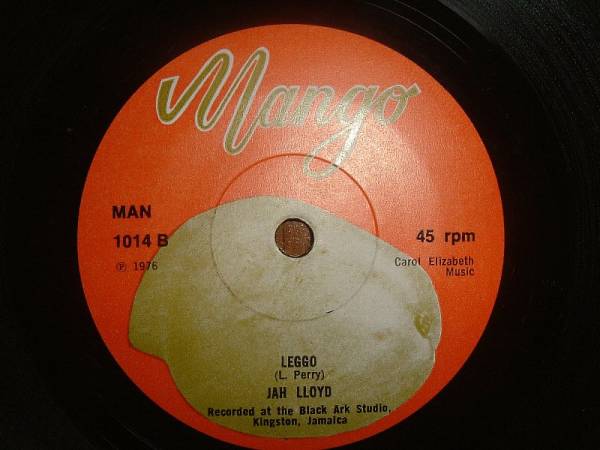 Mango
MAN
1014 B
℗ 1976
45 rpm
Carol Elizabeth
Music
LEGGO
(L. Perry)
JAH LLOYD
Recorded at the Black Ark Studio,
Kingston, Jamaica